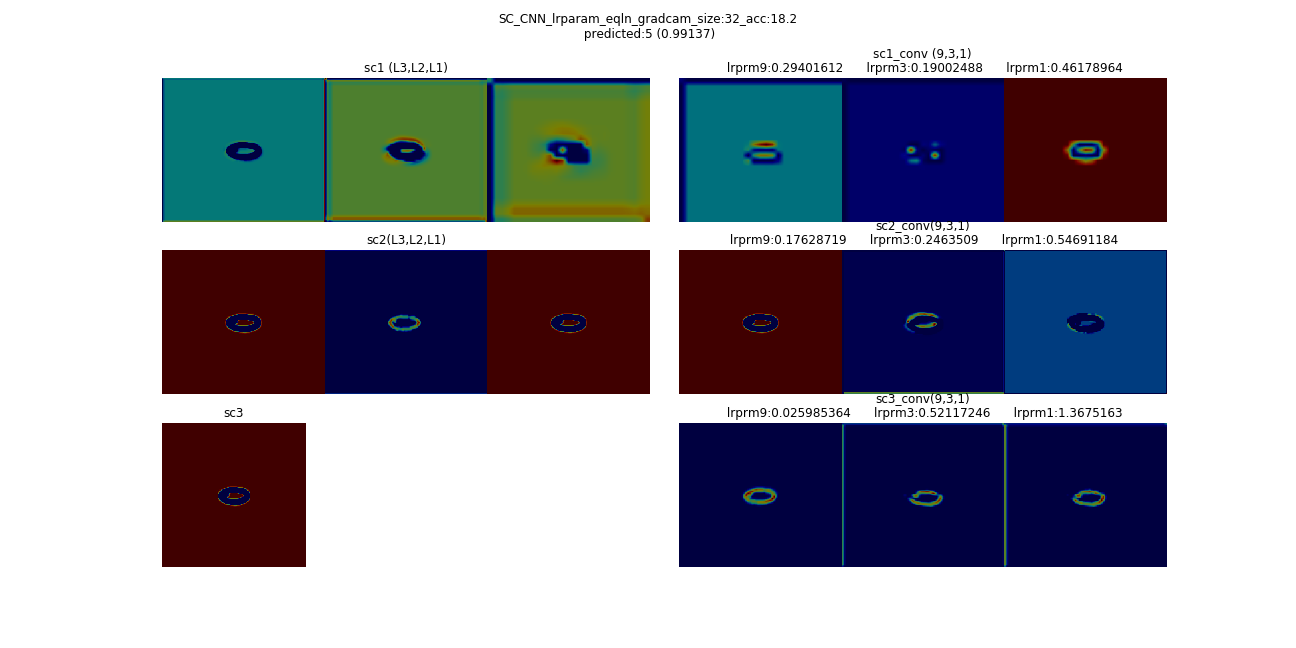 SC_CNN_lrparam_eqln_gradcam_size:32_acc:18.2
predicted:5 (0.99137)
sc1 (L3,L2,L1)
sc1_conv (9,3,1)
lrprm9:0.29401612 lrprm3:0.19002488 lrprm1:0.46178964
sc2(L3,L2,L1)
sc2_conv(9,3,1)
lrprm9:0.17628719 lrprm3:0.2463509 lrprm1:0.54691184
sc3
sc3_conv(9,3,1)
lrprm9:0.025985364 lrprm3:0.52117246 lrprm1:1.3675163